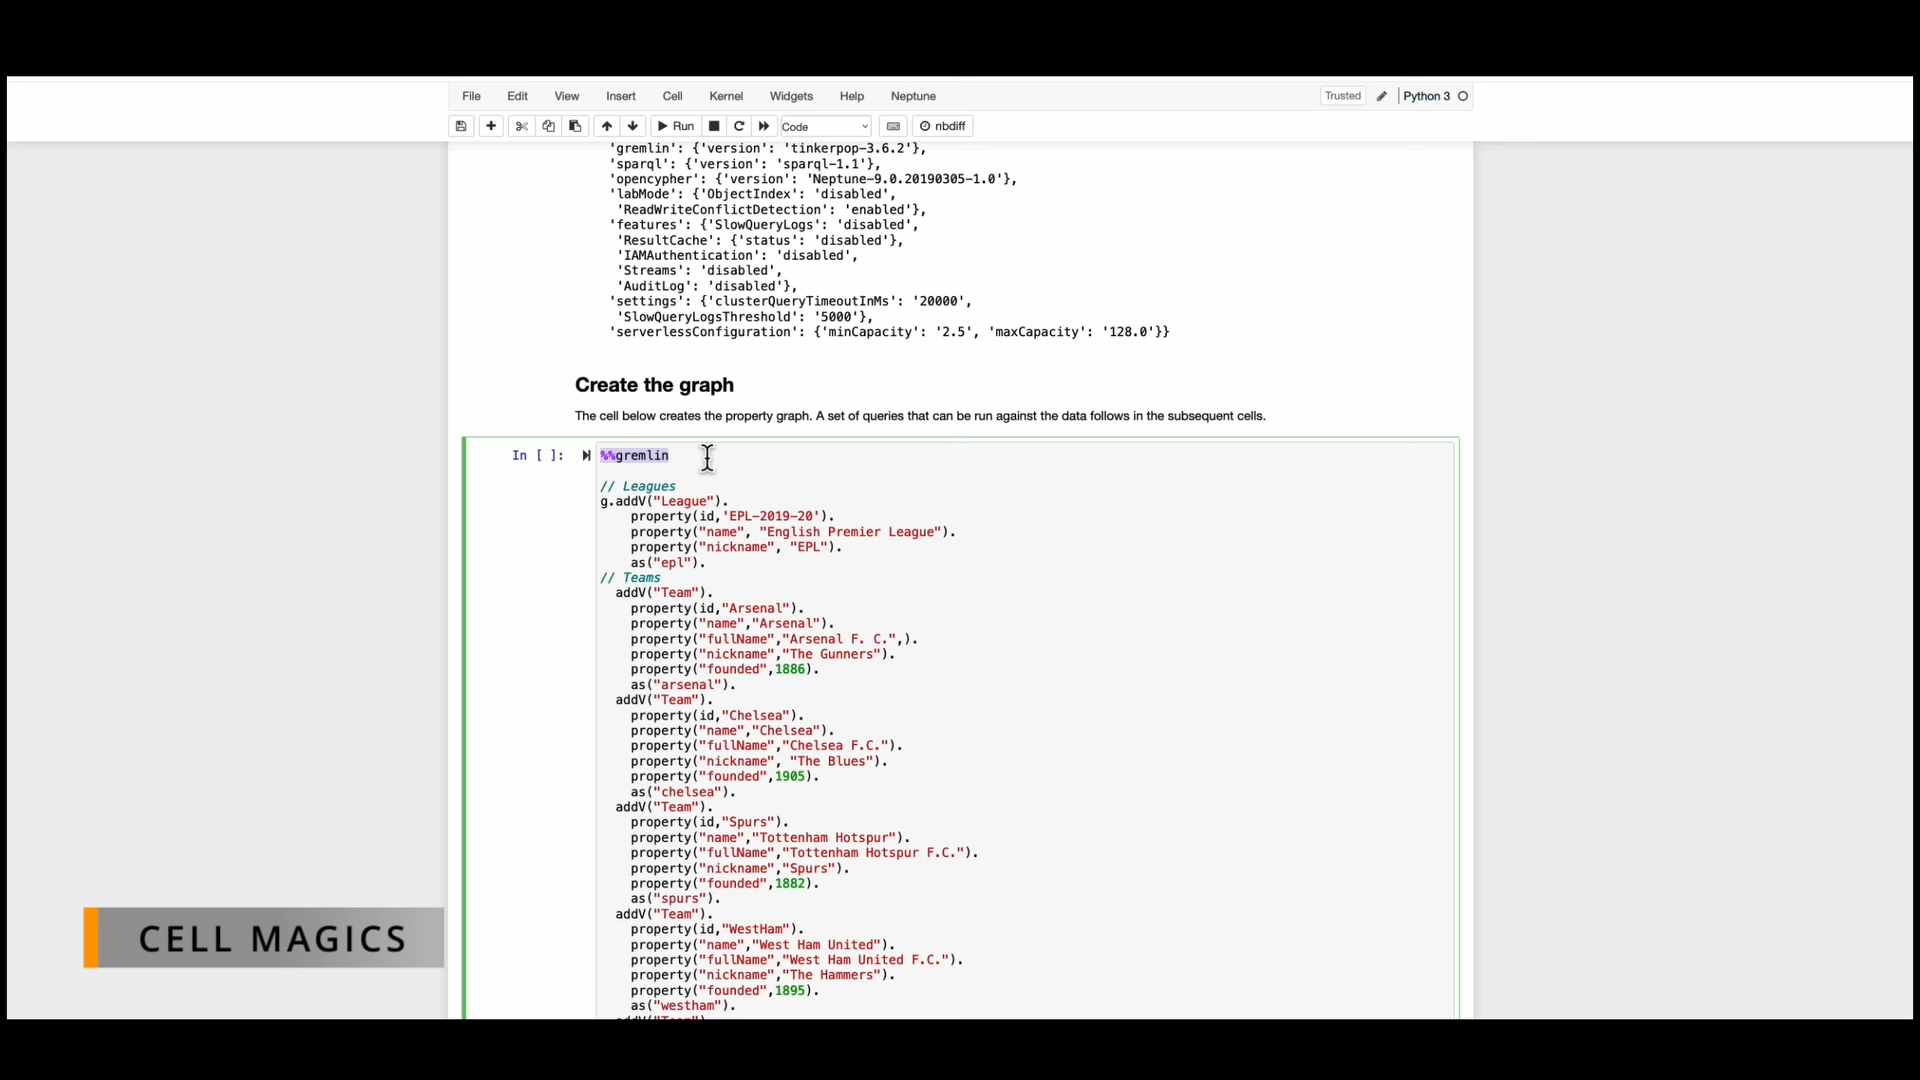 File Edit View Insert Cell Kernel Widgets Help Neptune Trusted Python 3
Run Code nbdiff
'gremlin': {'version': 'tinkerpop-3.6.2'},
'sparql': {'version': 'sparql-1.1'},
'opencypher': {'version': 'Neptune-9.0.20190305-1.0'},
'labMode': {'ObjectIndex': 'disabled',
'ReadWriteConflictDetection': 'enabled'},
'features': {'SlowQueryLogs': 'disabled',
'ResultCache': {'status': 'disabled'},
'IAMAuthentication': 'disabled',
'Streams': 'disabled',
'AuditLog': 'disabled'},
'settings': {'clusterQueryTimeoutInMs': '20000',
'SlowQueryLogsThreshold': '5000'},
'serverlessConfiguration': {'minCapacity': '2.5', 'maxCapacity': '128.0'}}
Create the graph
The cell below creates the property graph. A set of queries that can be run against the data follows in the subsequent cells.
In [ ]: %%gremlin
// Leagues
g.addV("League").
property(id,'EPL-2019-20').
property("name", "English Premier League").
property("nickname", "EPL").
as("epl").
// Teams
addV("Team").
property(id,"Arsenal").
property("name","Arsenal").
property("fullName","Arsenal F. C.",).
property("nickname","The Gunners").
property("founded",1886).
as("arsenal").
addV("Team").
property(id,"Chelsea").
property("name","Chelsea").
property("fullName","Chelsea F.C.").
property("nickname", "The Blues").
property("founded",1905).
as("chelsea").
addV("Team").
property(id,"Spurs").
property("name","Tottenham Hotspur").
property("fullName","Tottenham Hotspur F.C.").
property("nickname","Spurs").
property("founded",1882).
as("spurs").
addV("Team").
property(id,"WestHam").
property("name","West Ham United").
property("fullName","West Ham United F.C.").
property("nickname","The Hammers").
property("founded",1895).
as("westham").
addV("Team").
CELL MAGICS